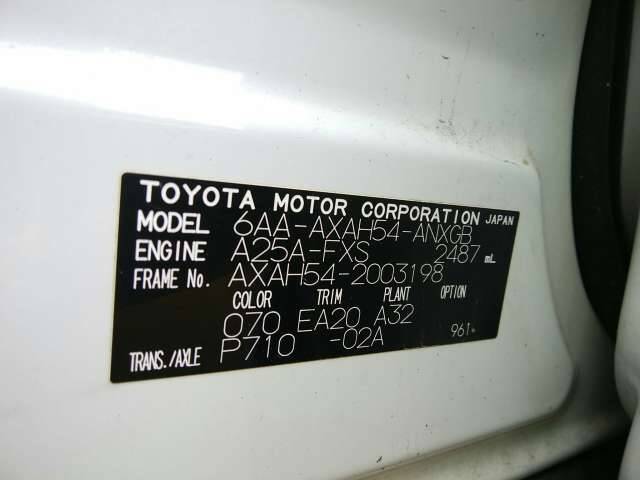 TOYOTA MOTOR CORPORATION JAPAN
MODEL 6AA-AXAH54-ANXGB
ENGINE A25A-FXS 2487 mL
FRAME No. AXAH54-2003198
COLOR TRIM PLANT OPTION
070 EA20 A32
TRANS./AXLE P710 -02A 961